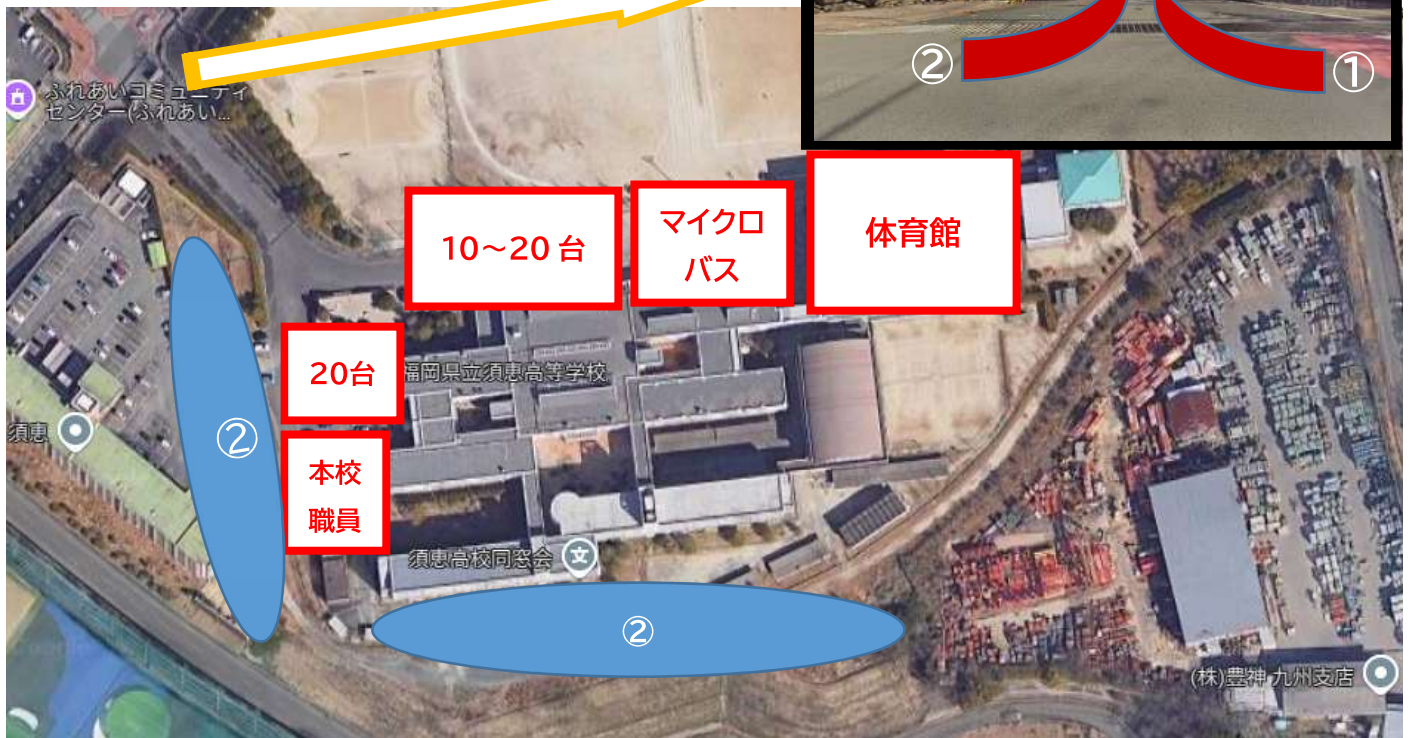 ②
①
ふれあいコミュニティ
センター(ふれあい...
10～20 台
マイクロ
バス
体育館
20台
福岡県立須恵高等学校
須恵
②
本校
職員
須恵高校同窓会
文
②
(株)豊神 九州支店